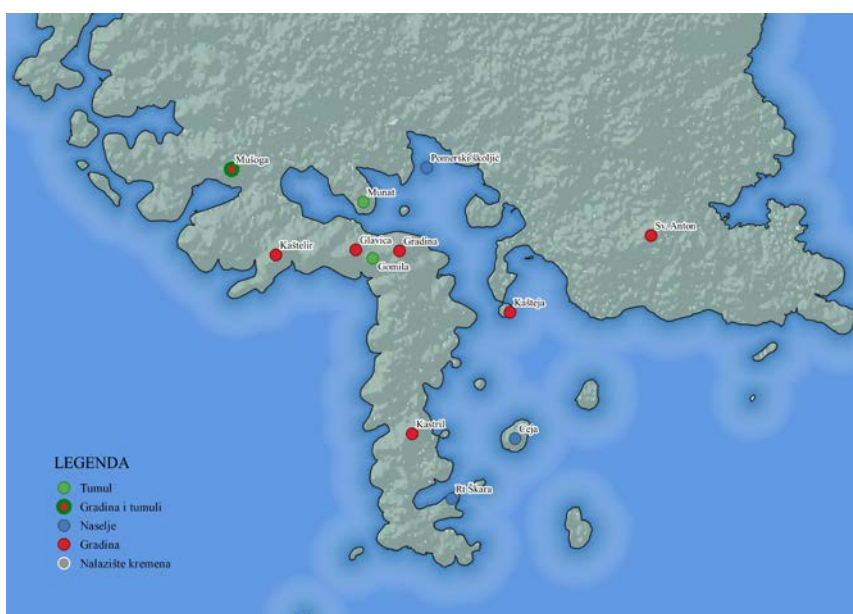 Mušoga
Pomerski školjić
Munat
Sv. Anton
Glavica
Gradina
Kaštelir
Gomila
Kašteja
Kastril
Ceja
Rt Škara
LEGENDA
Tumul
Gradina i tumuli
Naselje
Gradina
Nalazište kremena